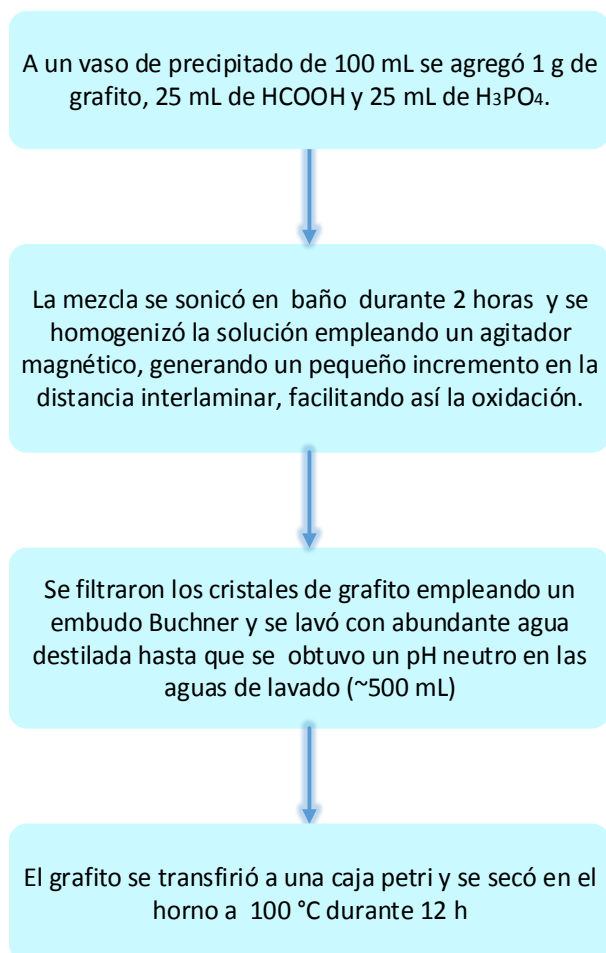 A un vaso de precipitado de 100 mL se agregó 1 g de
grafito, 25 mL de HCOOH y 25 mL de H3PO4.
La mezcla se sonicó en baño durante 2 horas y se
homogenizó la solución empleando un agitador
magnético, generando un pequeño incremento en la
distancia interlaminar, facilitando así la oxidación.
Se filtraron los cristales de grafito empleando un
embudo Buchner y se lavó con abundante agua
destilada hasta que se obtuvo un pH neutro en las
aguas de lavado (~500 mL)
El grafito se transfirió a una caja petri y se secó en el
horno a 100 °C durante 12 h